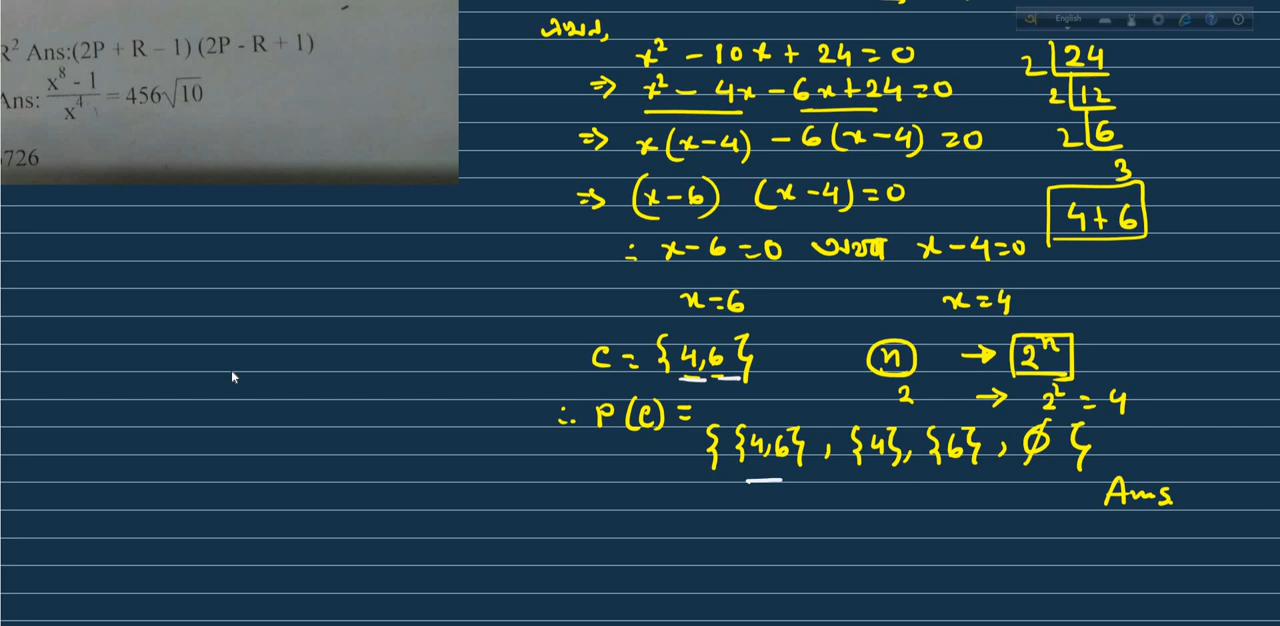 R² Ans:(2P + R – 1) (2P - R + 1)
Ans: (x⁸ - 1)/x⁴ = 456√10
726
English
এখন,
x² - 10x + 24 = 0
⇒ x² - 4x - 6x + 24 = 0
⇒ x(x-4) - 6(x-4) = 0
⇒ (x-6) (x-4) = 0
∴ x-6 = 0 অথবা x-4 = 0
x = 6 x = 4
2 24
2 12
2 6
3
4+6
C = {4,6} n → 2ⁿ
2 → 2² = 4
∴ P(C) =
{{4,6}, {4}, {6}, ∅}
Ans